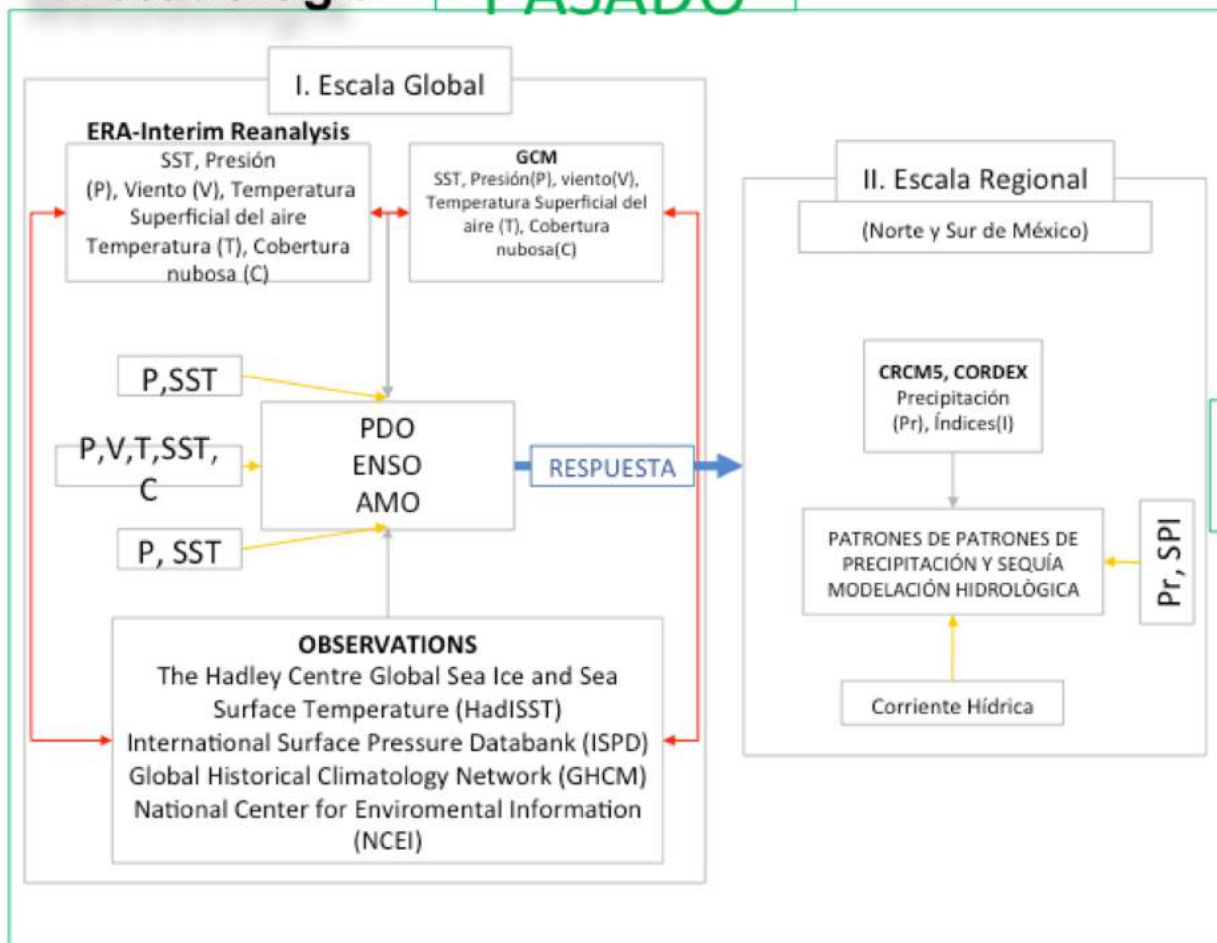 PASADO
I. Escala Global
ERA-Interim Reanalysis
SST, Presión
(P), Viento (V), Temperatura
Superficial del aire
Temperatura (T), Cobertura
nubosa (C)
GCM
SST, Presión(P), viento(V),
Temperatura Superficial del
aire (T), Cobertura
nubosa(C)
P,SST
P,V,T,SST,
C
P, SST
PDO
ENSO
AMO
RESPUESTA
OBSERVATIONS
The Hadley Centre Global Sea Ice and Sea
Surface Temperature (HadISST)
International Surface Pressure Databank (ISPD)
Global Historical Climatology Network (GHCM)
National Center for Enviromental Information
(NCEI)
II. Escala Regional
(Norte y Sur de México)
CRCM5, CORDEX
Precipitación
(Pr), Índices(I)
PATRONES DE PATRONES DE
PRECIPITACIÓN Y SEQUÍA
MODELACIÓN HIDROLÒGICA
Pr, SPI
Corriente Hídrica